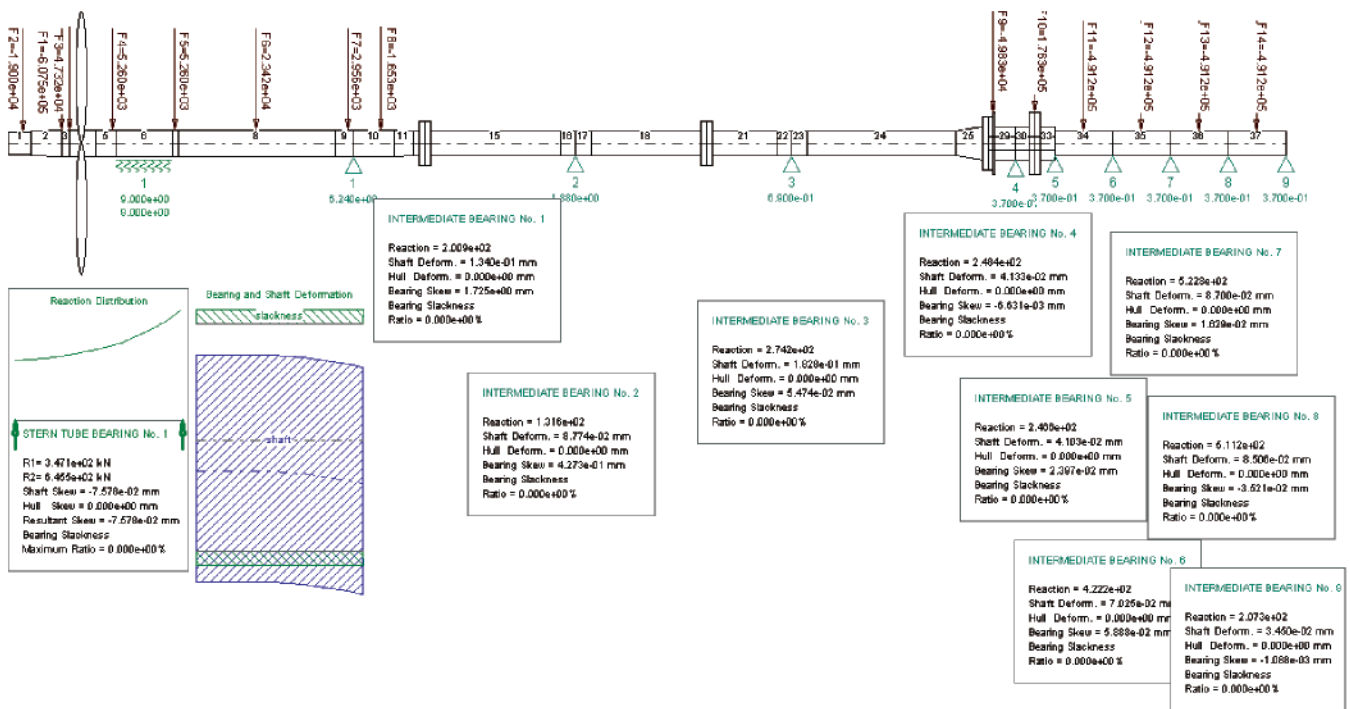 F2=-1.900e+04
F1=-6.075e+05
F3=4.732e+04
F4=5.260e+03
F5=5.260e+03
F6=2.342e+04
F7=2.956e+03
F8=-1.653e+03
F9=-4.983e+04
F10=1.763e+05
F11=-4.912e+05
F12=-4.912e+05
F13=-4.912e+05
F14=-4.912e+05
1 2 3 5 6 8 9 10 11 15 16 17 18 21 22 23 24 25 29 30 33 34 35 36 37
1 1 2 3 4 5 6 7 8 9
9.000e+00
8.000e+00
5.240e+00
1.880e+00
6.900e-01
3.700e-01
3.700e-01
3.700e-01
3.700e-01
3.700e-01
3.700e-01
INTERMEDIATE BEARING No. 1
Reaction = 2.009e+02
Shaft Deform. = 1.340e-01 mm
Hull Deform. = 0.000e+00 mm
Bearing Skew = 1.725e+00 mm
Bearing Slackness
Ratio = 0.000e+00%
INTERMEDIATE BEARING No. 4
Reaction = 2.484e+02
Shaft Deform. = 4.133e-02 mm
Hull Deform. = 0.000e+00 mm
Bearing Skew = -6.631e-03 mm
Bearing Slackness
Ratio = 0.000e+00%
INTERMEDIATE BEARING No. 7
Reaction = 5.228e+02
Shaft Deform. = 8.700e-02 mm
Hull Deform. = 0.000e+00 mm
Bearing Skew = 1.629e-02 mm
Bearing Slackness
Ratio = 0.000e+00%
Reaction Distribution
Bearing and Shaft Deformation
slackness
shaft
INTERMEDIATE BEARING No. 3
Reaction = 2.742e+02
Shaft Deform. = 1.828e-01 mm
Hull Deform. = 0.000e+00 mm
Bearing Skew = 5.474e-02 mm
Bearing Slackness
Ratio = 0.000e+00%
INTERMEDIATE BEARING No. 2
Reaction = 1.316e+02
Shaft Deform. = 8.774e-02 mm
Hull Deform. = 0.000e+00 mm
Bearing Skew = 4.273e-01 mm
Bearing Slackness
Ratio = 0.000e+00%
INTERMEDIATE BEARING No. 5
Reaction = 2.466e+02
Shaft Deform. = 4.103e-02 mm
Hull Deform. = 0.000e+00 mm
Bearing Skew = 2.397e-02 mm
Bearing Slackness
Ratio = 0.000e+00%
INTERMEDIATE BEARING No. 8
Reaction = 5.112e+02
Shaft Deform. = 8.506e-02 mm
Hull Deform. = 0.000e+00 mm
Bearing Skew = -3.521e-02 mm
Bearing Slackness
Ratio = 0.000e+00%
STERN TUBE BEARING No. 1
R1= 3.471e+02 kN
R2= 6.455e+02 kN
Shaft Skew = -7.578e-02 mm
Hull Skew = 0.000e+00 mm
Resultant Skew = -7.578e-02 mm
Bearing Slackness
Maximum Ratio = 0.000e+00%
INTERMEDIATE BEARING No. 6
Reaction = 4.222e+02
Shaft Deform. = 7.025e-02 mm
Hull Deform. = 0.000e+00 mm
Bearing Skew = 5.888e-02 mm
Bearing Slackness
Ratio = 0.000e+00%
INTERMEDIATE BEARING No. 9
Reaction = 2.073e+02
Shaft Deform. = 3.450e-02 mm
Hull Deform. = 0.000e+00 mm
Bearing Skew = -1.088e-03 mm
Bearing Slackness
Ratio = 0.000e+00%